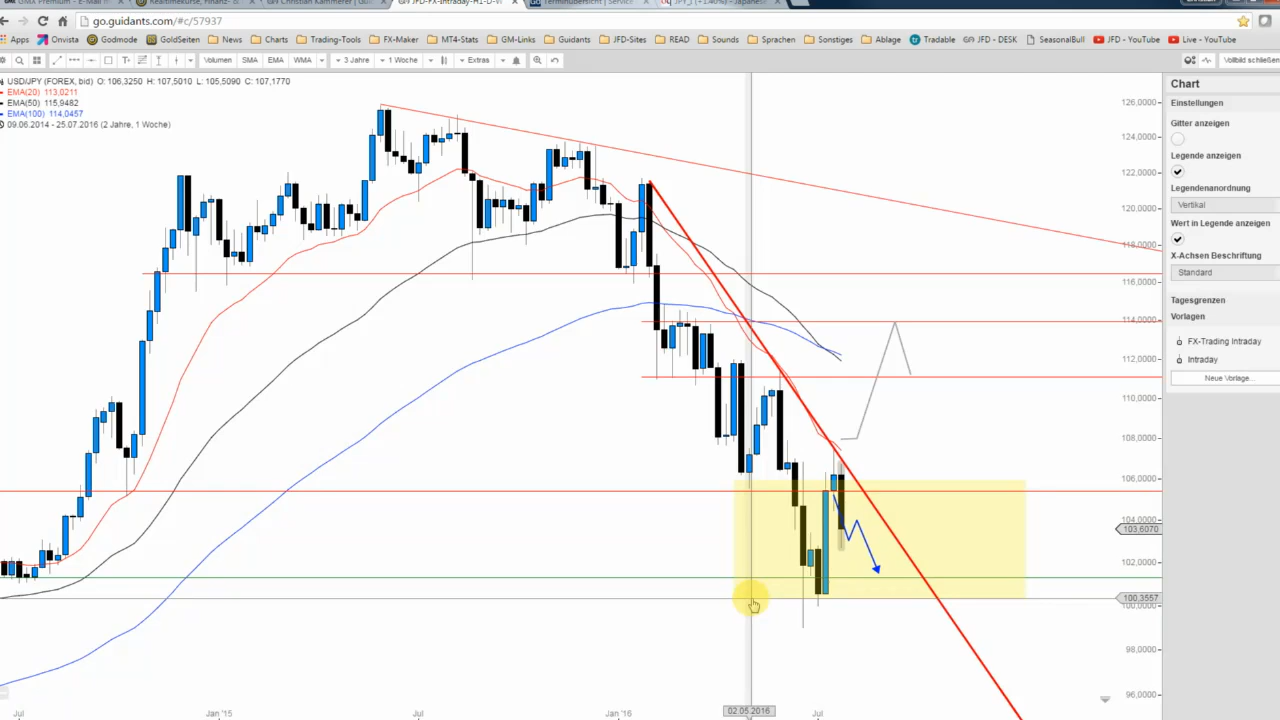 go.guidants.com/#c/57937
Apps Onvista Godmode GoldSeiten News Charts Trading-Tools FX-Maker MT4-Stats GM-Links Guidants JFD-Sites READ Sounds Sprachen Sonstiges Ablage Tradable JFD - DESK SeasonalBull JFD - YouTube Live - YouTube
Volumen SMA EMA WMA 3 Jahre 1 Woche Extras Vollbild schließen
USD/JPY (FOREX, bid) O: 106,3250 H: 107,5010 L: 105,5090 C: 107,1770
EMA(20) 113,0211
EMA(50) 115,9482
EMA(100) 114,0457
09.06.2014 - 25.07.2016 (2 Jahre, 1 Woche)
126,0000
124,0000
122,0000
120,0000
118,0000
116,0000
114,0000
112,0000
110,0000
108,0000
106,0000
104,0000
103,6070
102,0000
100,3557
100,0000
98,0000
96,0000
Jul Jan '15 Jul Jan '16 02.05.2016 Jul
Chart
Einstellungen
Gitter anzeigen
Legende anzeigen
Legendenanordnung
Vertikal
Wert in Legende anzeigen
X-Achsen Beschriftung
Standard
Tagesgrenzen
Vorlagen
FX-Trading Intraday
Intraday
Neue Vorlage...